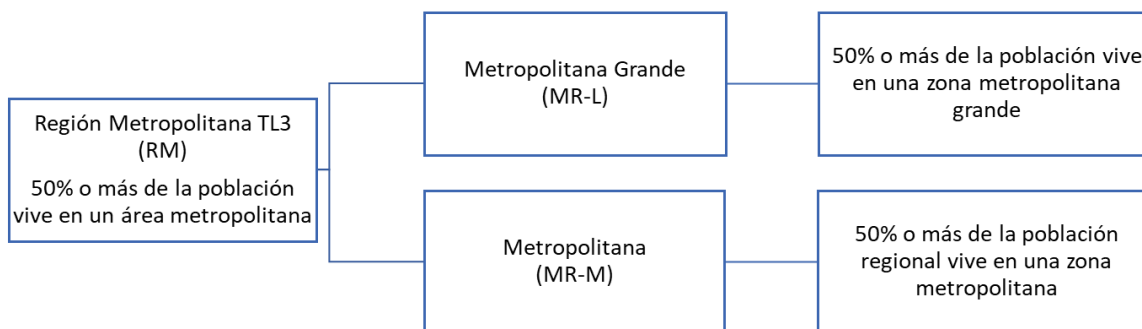 Región Metropolitana TL3
(RM)
50% o más de la población
vive en un área metropolitana
Metropolitana Grande
(MR-L)
50% o más de la población vive
en una zona metropolitana
grande
Metropolitana
(MR-M)
50% o más de la población
regional vive en una zona
metropolitana